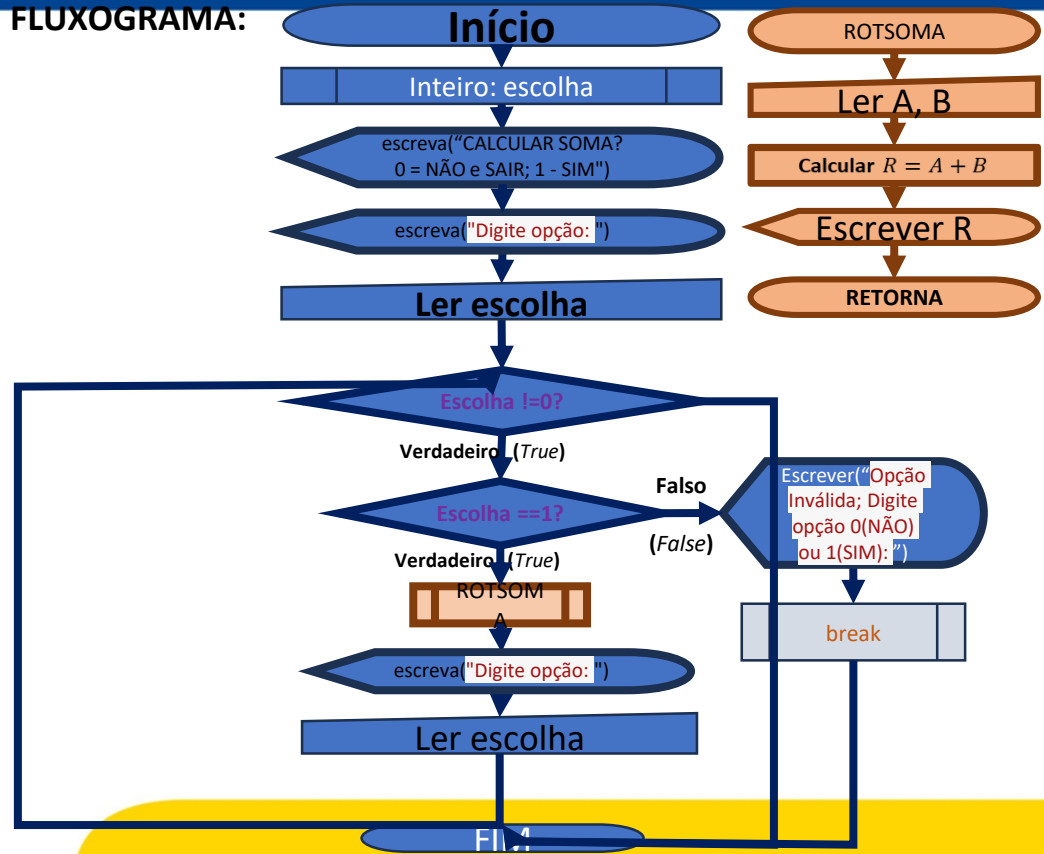 FLUXOGRAMA:
Início
Inteiro: escolha
escreva(“CALCULAR SOMA?
0 = NÃO e SAIR; 1 - SIM")
escreva("Digite opção: ")
Ler escolha
Escolha !=0?
Verdadeiro (True)
Escolha ==1?
Falso
(False)
Escrever(“Opção
Inválida; Digite
opção 0(NÃO)
ou 1(SIM): ”)
break
Verdadeiro (True)
ROTSOM
A
escreva("Digite opção: ")
Ler escolha
FIM
ROTSOMA
Ler A, B
Calcular R = A + B
Escrever R
RETORNA